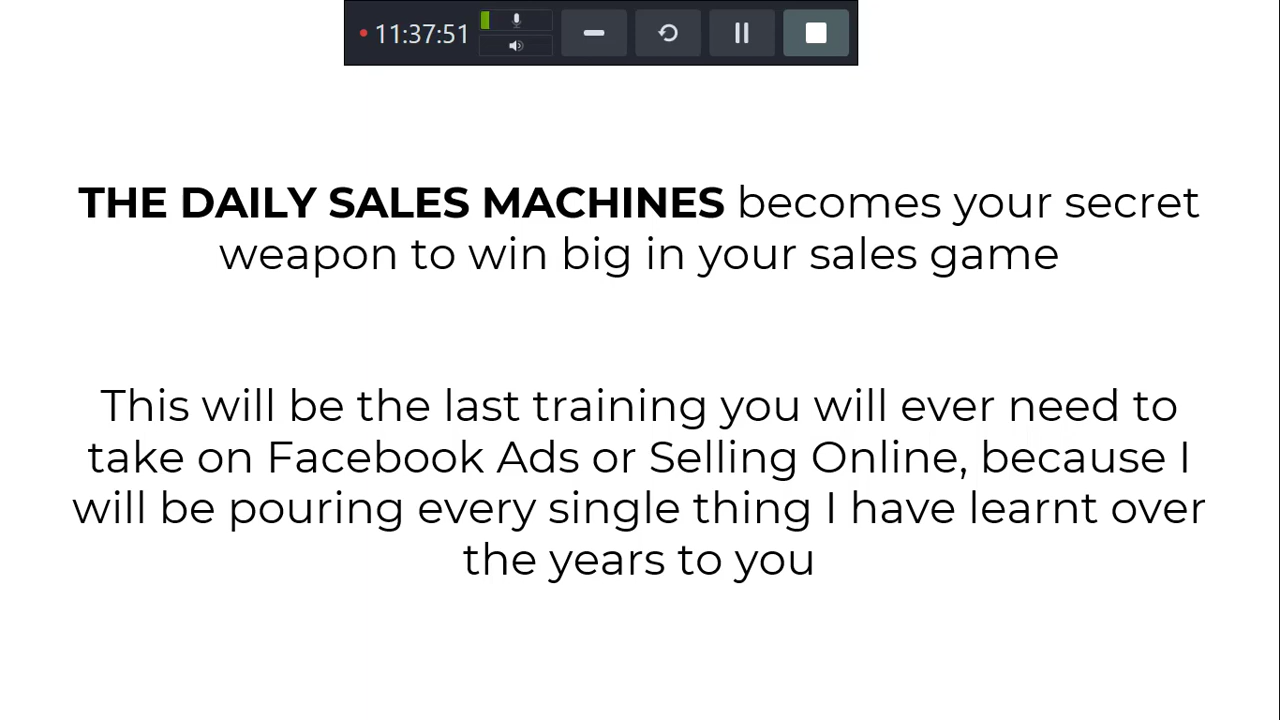 11:37:51
THE DAILY SALES MACHINES becomes your secret
weapon to win big in your sales game
This will be the last training you will ever need to
take on Facebook Ads or Selling Online, because I
will be pouring every single thing I have learnt over
the years to you